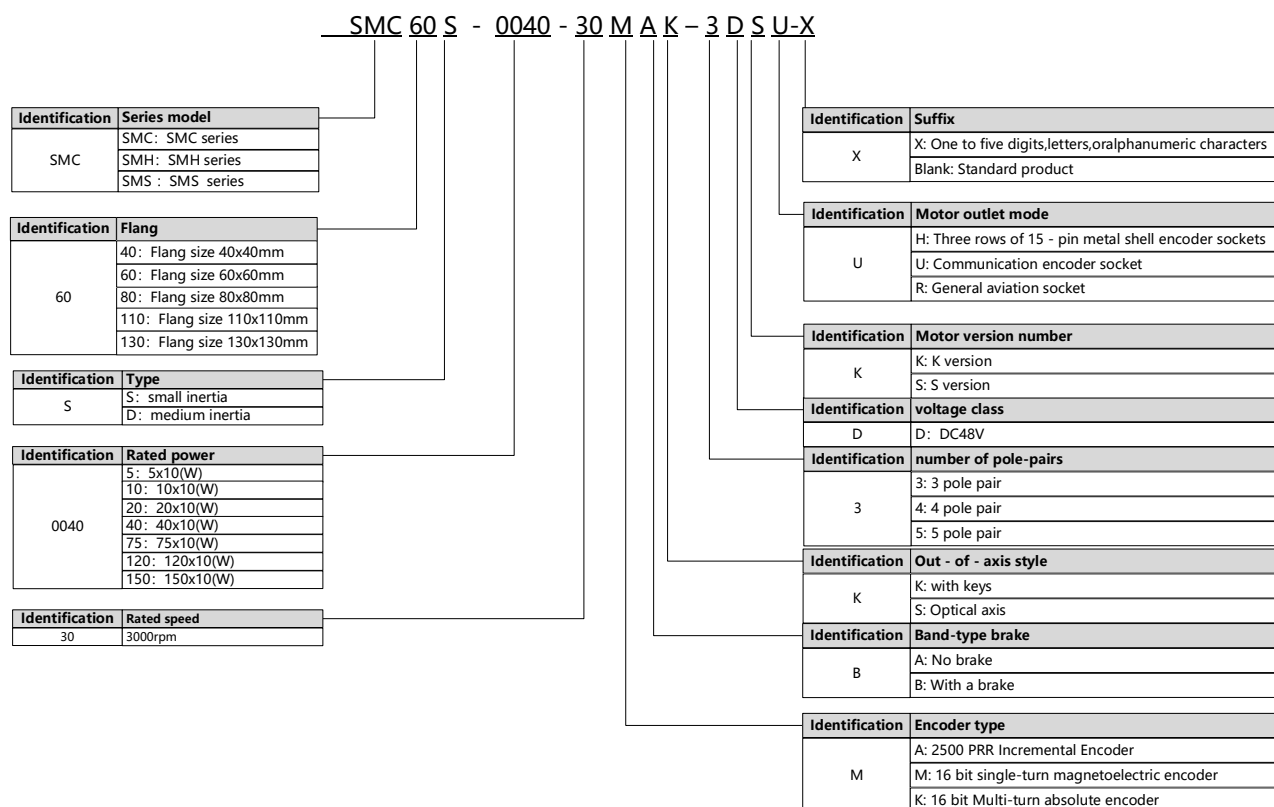 SMC 60 S - 0040 - 30 M A K – 3 D S U-X
Identification Series model
SMC
SMC: SMC series
SMH: SMH series
SMS : SMS series
Identification Flang
60
40: Flang size 40x40mm
60: Flang size 60x60mm
80: Flang size 80x80mm
110: Flang size 110x110mm
130: Flang size 130x130mm
Identification Type
S
S: small inertia
D: medium inertia
Identification Rated power
0040
5: 5x10(W)
10: 10x10(W)
20: 20x10(W)
40: 40x10(W)
75: 75x10(W)
120: 120x10(W)
150: 150x10(W)
Identification Rated speed
30 3000rpm
Identification Suffix
X
X: One to five digits,letters,oralphanumeric characters
Blank: Standard product
Identification Motor outlet mode
U
H: Three rows of 15 - pin metal shell encoder sockets
U: Communication encoder socket
R: General aviation socket
Identification Motor version number
K
K: K version
S: S version
Identification voltage class
D D: DC48V
Identification number of pole-pairs
3
3: 3 pole pair
4: 4 pole pair
5: 5 pole pair
Identification Out - of - axis style
K
K: with keys
S: Optical axis
Identification Band-type brake
B
A: No brake
B: With a brake
Identification Encoder type
M
A: 2500 PRR Incremental Encoder
M: 16 bit single-turn magnetoelectric encoder
K: 16 bit Multi-turn absolute encoder